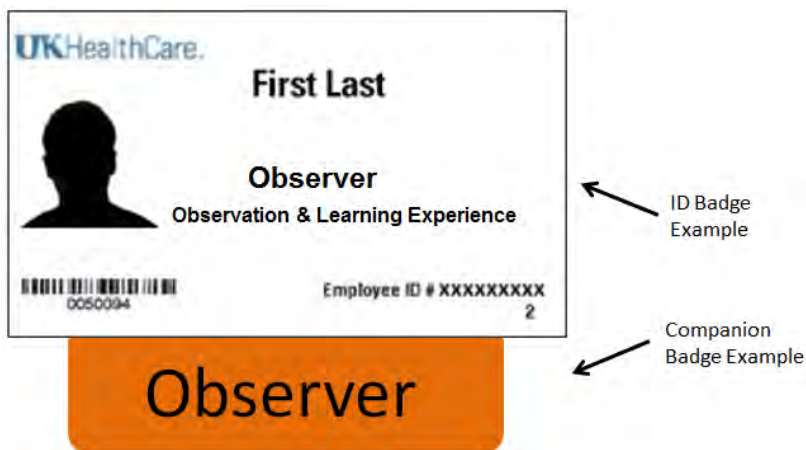 UKHealthCare.
First Last
Observer
Observation & Learning Experience
0050094
Employee ID # XXXXXXXXX
2
ID Badge
Example
Companion
Badge Example
Observer